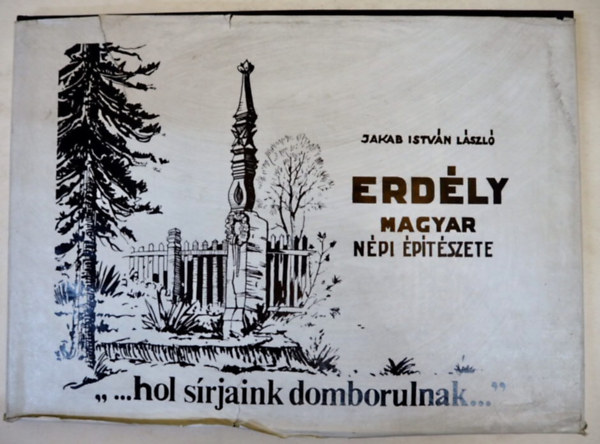 JAKAB ISTVÁN LÁSZLÓ
ERDÉLY
MAGYAR
NÉPI ÉPÍTÉSZETE
„...hol sírjaink domborulnak..."